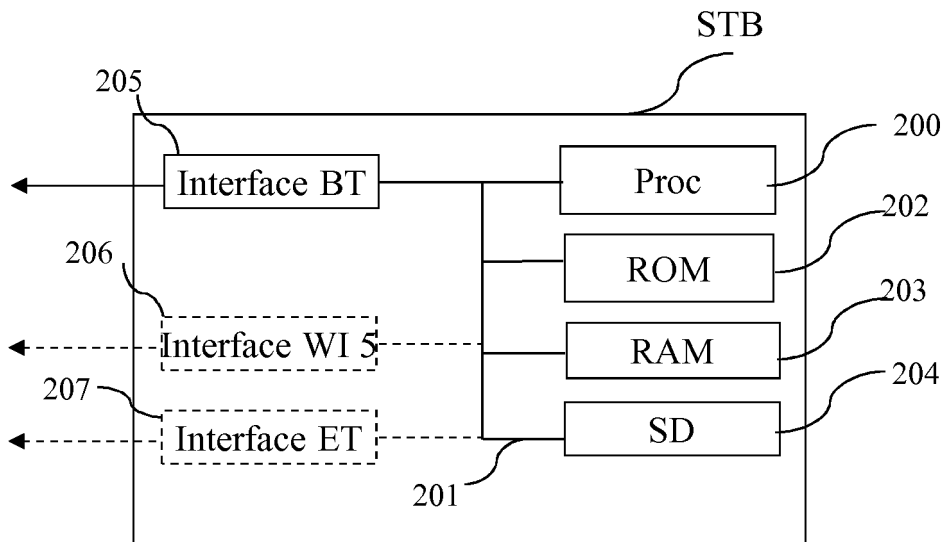 STB
205
200
Interface BT
Proc
202
206
ROM
203
Interface WI 5
RAM
207
204
Interface ET
SD
201